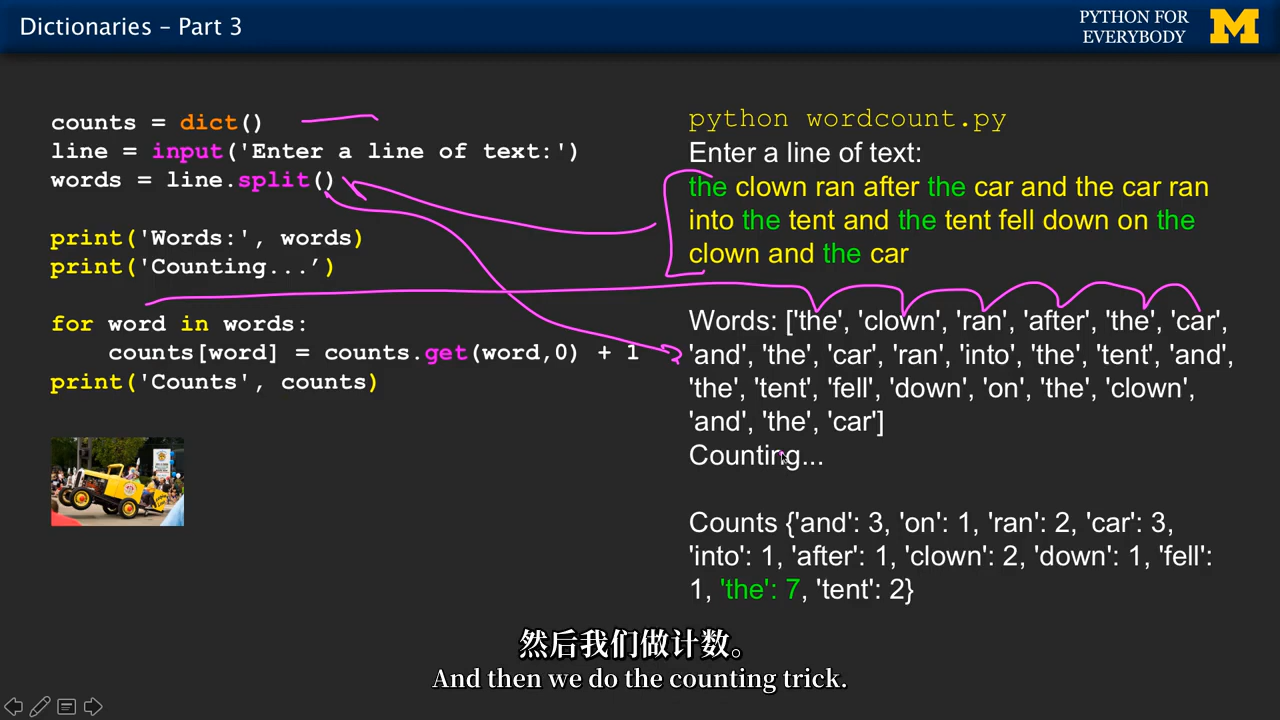 Dictionaries – Part 3
PYTHON FOR
EVERYBODY
counts = dict()
line = input('Enter a line of text:')
words = line.split()
print('Words:', words)
print('Counting...’)
for word in words:
    counts[word] = counts.get(word,0) + 1
print('Counts', counts)
python wordcount.py
Enter a line of text:
the clown ran after the car and the car ran
into the tent and the tent fell down on the
clown and the car
Words: ['the', 'clown', 'ran', 'after', 'the', 'car',
'and', 'the', 'car', 'ran', 'into', 'the', 'tent', 'and',
'the', 'tent', 'fell', 'down', 'on', 'the', 'clown',
'and', 'the', 'car']
Counting...
Counts {'and': 3, 'on': 1, 'ran': 2, 'car': 3,
'into': 1, 'after': 1, 'clown': 2, 'down': 1, 'fell':
1, 'the': 7, 'tent': 2}
然后我们做计数。
And then we do the counting trick.